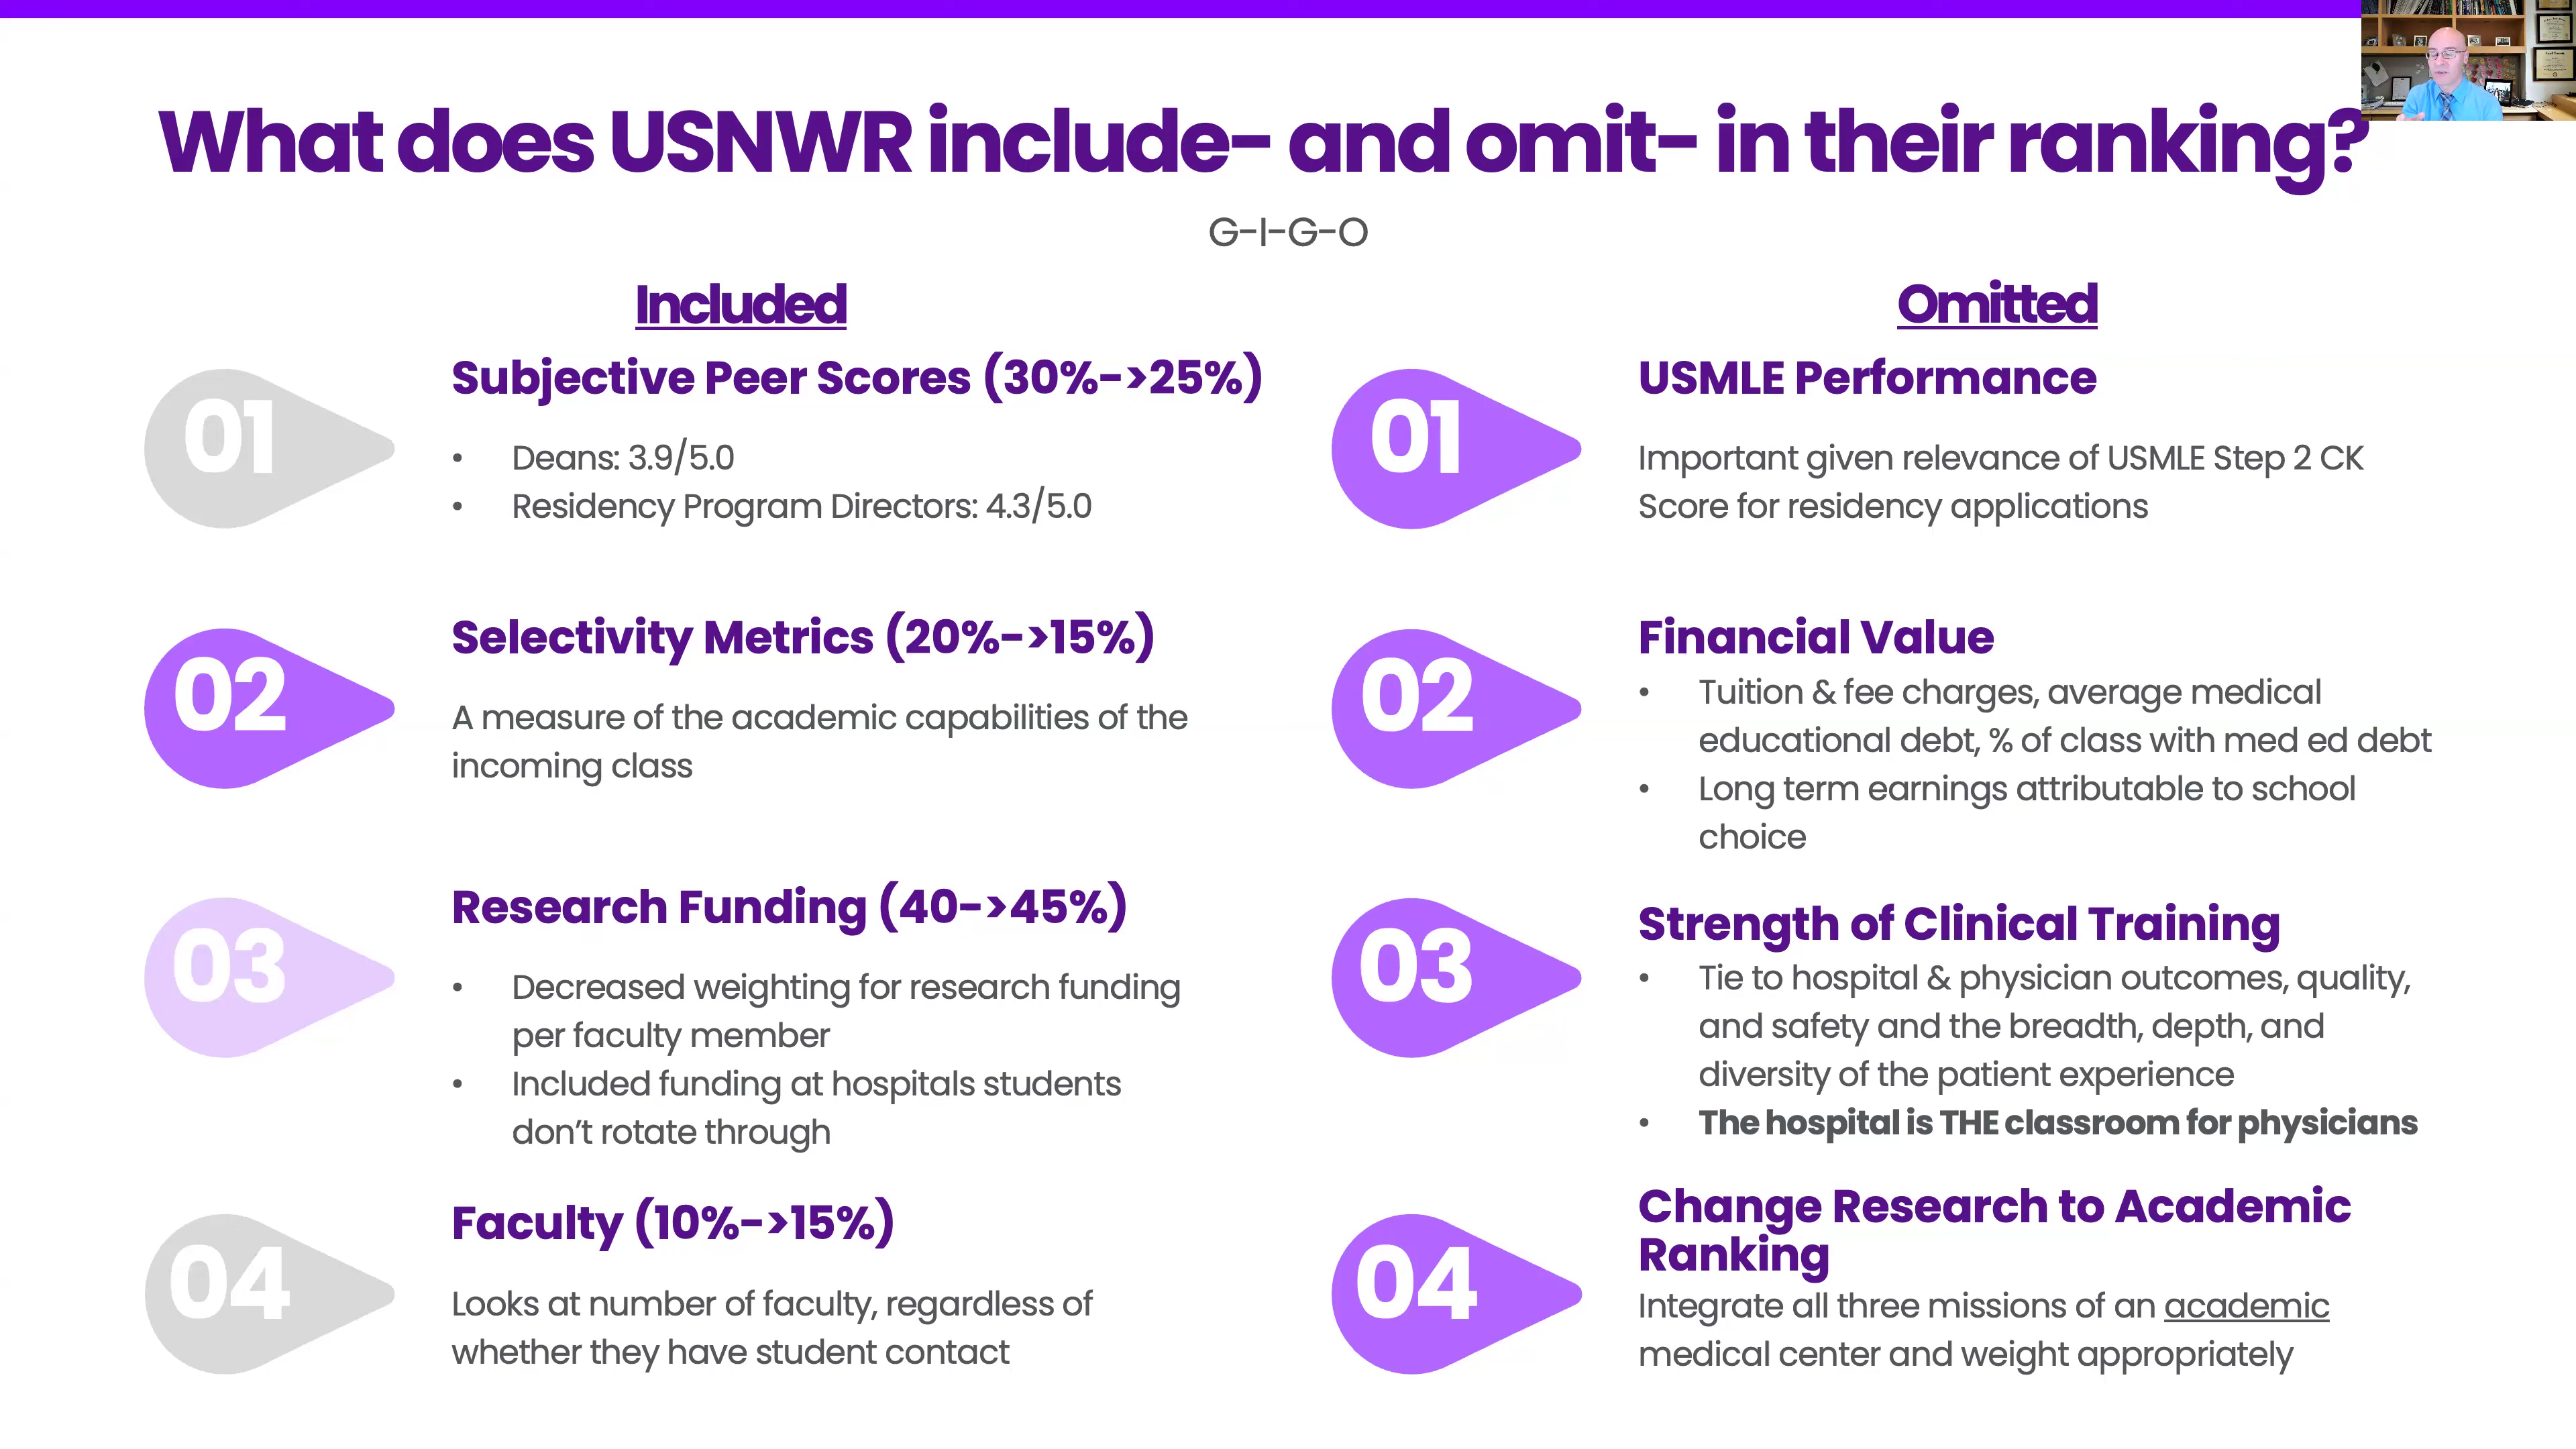 What does USNWR include- and omit- in their ranking?
G-I-G-O
Included
01
Subjective Peer Scores (30%->25%)
• Deans: 3.9/5.0
• Residency Program Directors: 4.3/5.0
02
Selectivity Metrics (20%->15%)
A measure of the academic capabilities of the
incoming class
03
Research Funding (40->45%)
• Decreased weighting for research funding
per faculty member
• Included funding at hospitals students
don't rotate through
04
Faculty (10%->15%)
Looks at number of faculty, regardless of
whether they have student contact
Omitted
01
USMLE Performance
Important given relevance of USMLE Step 2 CK
Score for residency applications
02
Financial Value
• Tuition & fee charges, average medical
educational debt, % of class with med ed debt
• Long term earnings attributable to school
choice
03
Strength of Clinical Training
• Tie to hospital & physician outcomes, quality,
and safety and the breadth, depth, and
diversity of the patient experience
• The hospital is THE classroom for physicians
04
Change Research to Academic
Ranking
Integrate all three missions of an academic
medical center and weight appropriately